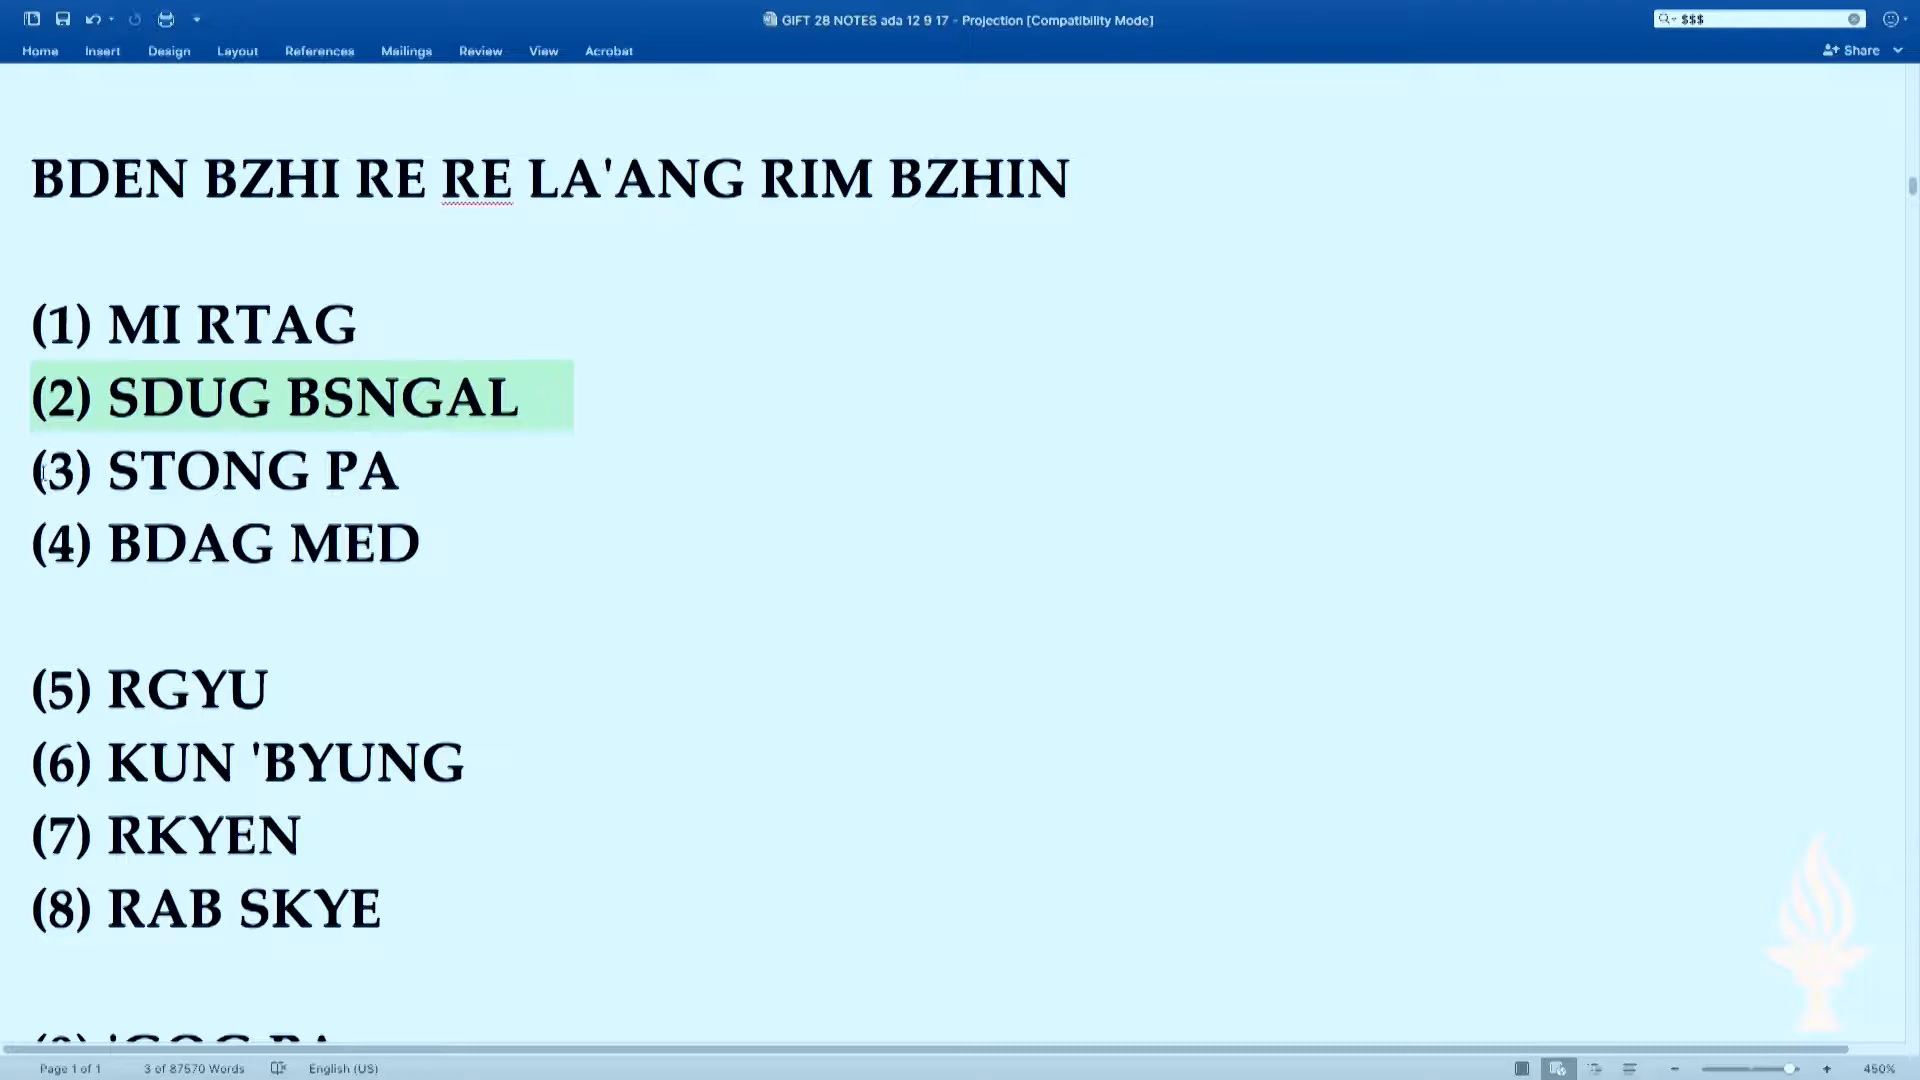 GIFT 28 NOTES ada 12 9 17 - Projection [Compatibility Mode]
$$$
Home Insert Design Layout References Mailings Review View Acrobat Share
BDEN BZHI RE RE LA'ANG RIM BZHIN
(1) MI RTAG
(2) SDUG BSNGAL
(3) STONG PA
(4) BDAG MED
(5) RGYU
(6) KUN 'BYUNG
(7) RKYEN
(8) RAB SKYE
Page 1 of 1 3 of 87570 Words English (US) 450%